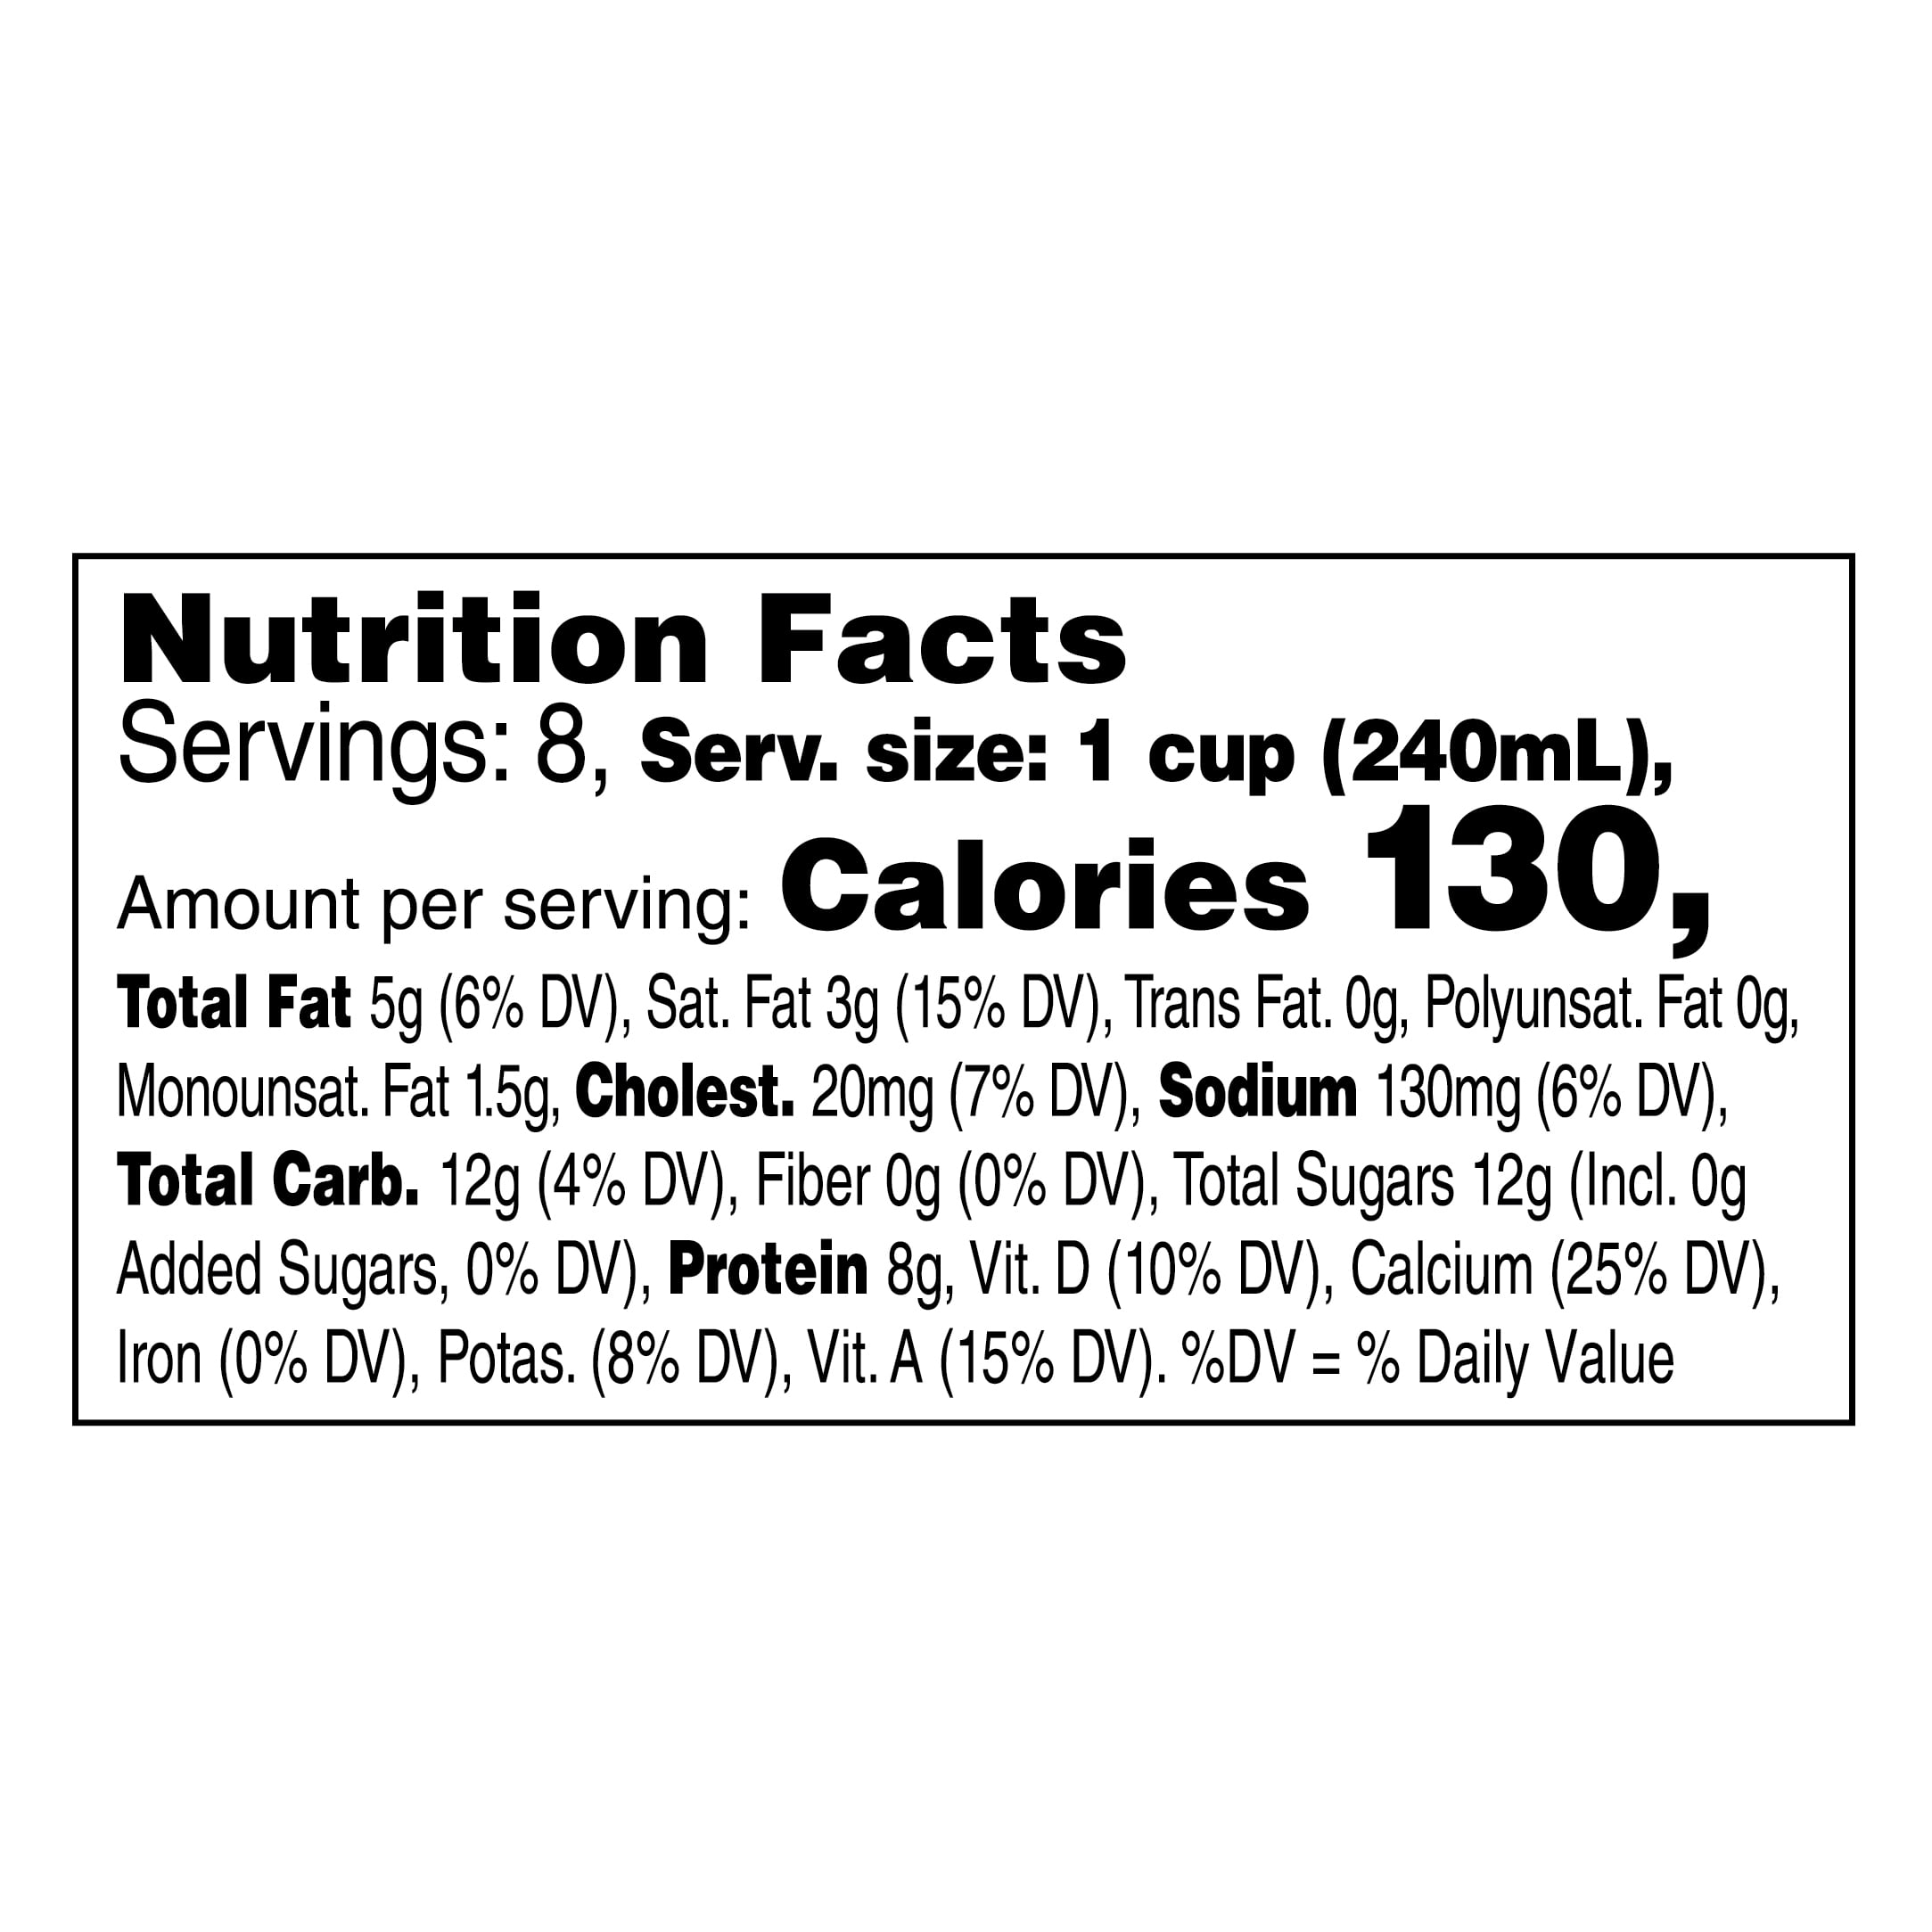 Nutrition Facts
Servings: 8, Serv. size: 1 cup (240mL),
Amount per serving: Calories 130,
Total Fat 5g (6% DV), Sat. Fat 3g (15% DV), Trans Fat. 0g, Polyunsat. Fat 0g,
Monounsat. Fat 1.5g, Cholest. 20mg (7% DV), Sodium 130mg (6% DV),
Total Carb. 12g (4% DV), Fiber 0g (0% DV), Total Sugars 12g (Incl. 0g
Added Sugars, 0% DV), Protein 8g, Vit. D (10% DV), Calcium (25% DV),
Iron (0% DV), Potas. (8% DV), Vit. A (15% DV). %DV = % Daily Value